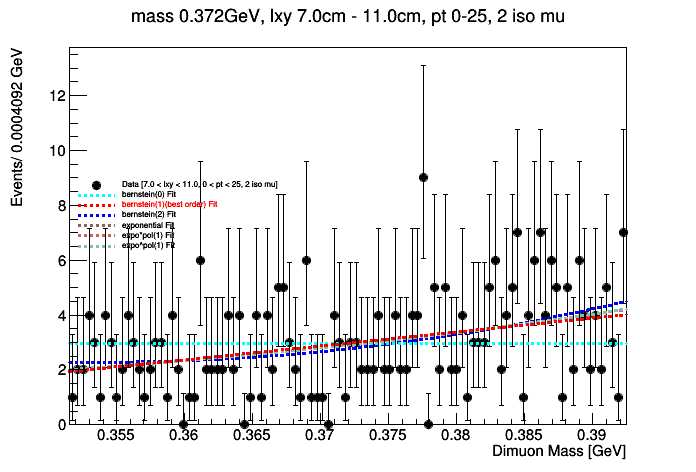 mass 0.372GeV, lxy 7.0cm - 11.0cm, pt 0-25, 2 iso mu
Events/ 0.0004092 GeV
12
10
8
6
4
2
0
Data [7.0 < lxy < 11.0, 0 < pt < 25, 2 iso mu]
bernstein(0) Fit
bernstein(1)(best order) Fit
bernstein(2) Fit
exponential Fit
expo*pol(1) Fit
expo^pol(1) Fit
0.355 0.36 0.365 0.37 0.375 0.38 0.385 0.39
Dimuon Mass [GeV]